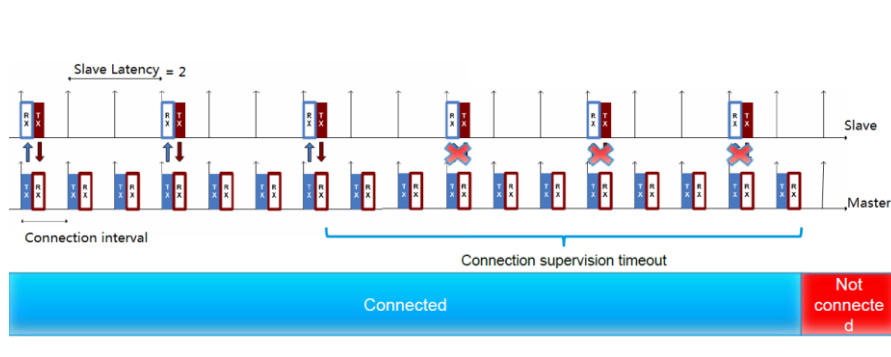 Slave Latency = 2
R X T X R X T X R X T X R X T X R X T X R X T X
Slave
T X R X T X R X T X R X T X R X T X R X T X R X T X R X T X R X T X R X T X R X T X R X T X R X T X R X T X R X T X R X T X R X
Master
Connection interval
Connection supervision timeout
Connected
Not
connecte
d